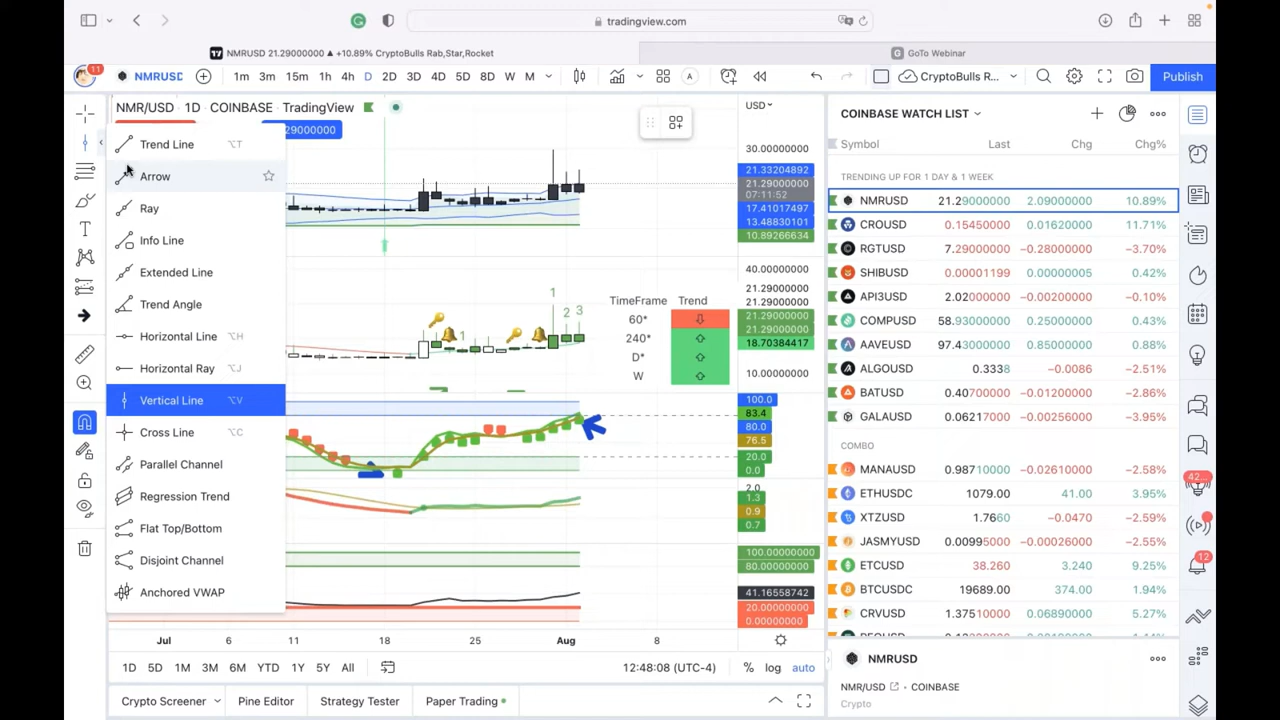 tradingview.com
NMRUSD 21.29000000 ▲ +10.89% CryptoBulls Rab,Star,Rocket
GoTo Webinar
11
NMRUSD
1m 3m 15m 1h 4h D 2D 3D 4D 5D 8D W M
A
CryptoBulls R...
Publish
NMR/USD · 1D · COINBASE · TradingView
USD
Trend Line ⌥T
Arrow
Ray
Info Line
Extended Line
Trend Angle
Horizontal Line ⌥H
Horizontal Ray ⌥J
Vertical Line ⌥V
Cross Line ⌥C
Parallel Channel
Regression Trend
Flat Top/Bottom
Disjoint Channel
Anchored VWAP
30.00000000
21.33204892
21.29000000
07:11:52
17.41017497
13.48830101
10.89266634
40.00000000
21.29000000
21.29000000
21.29000000
21.29000000
18.70384417
10.00000000
1
2 3
1
TimeFrame Trend
60*
240*
D*
W
100.0
83.4
80.0
76.5
20.0
0.0
2.0
1.3
0.9
0.7
100.00000000
80.00000000
41.16558742
20.00000000
0.00000000
Jul 6 11 18 25 Aug 8
1D 5D 1M 3M 6M YTD 1Y 5Y All
12:48:08 (UTC-4) % log auto
Crypto Screener Pine Editor Strategy Tester Paper Trading
COINBASE WATCH LIST
Symbol Last Chg Chg%
TRENDING UP FOR 1 DAY & 1 WEEK
NMRUSD 21.29000000 2.09000000 10.89%
CROUSD 0.15450000 0.01620000 11.71%
RGTUSD 7.29000000 −0.28000000 −3.70%
SHIBUSD 0.00001199 0.00000005 0.42%
API3USD 2.02000000 −0.00200000 −0.10%
COMPUSD 58.93000000 0.25000000 0.43%
AAVEUSD 97.43000000 0.85000000 0.88%
ALGOUSD 0.3338 −0.0086 −2.51%
BATUSD 0.40700000 −0.01200000 −2.86%
GALAUSD 0.06217000 −0.00256000 −3.95%
COMBO
MANAUSD 0.98710000 −0.02610000 −2.58%
ETHUSDC 1079.00 41.00 3.95%
XTZUSD 1.7660 −0.0470 −2.59%
JASMYUSD 0.00995000 −0.00026000 −2.55%
ETCUSD 38.260 3.240 9.25%
BTCUSDC 19689.00 374.00 1.94%
CRVUSD 1.37510000 0.06890000 5.27%
NMRUSD
NMR/USD · COINBASE
Crypto
42...
12